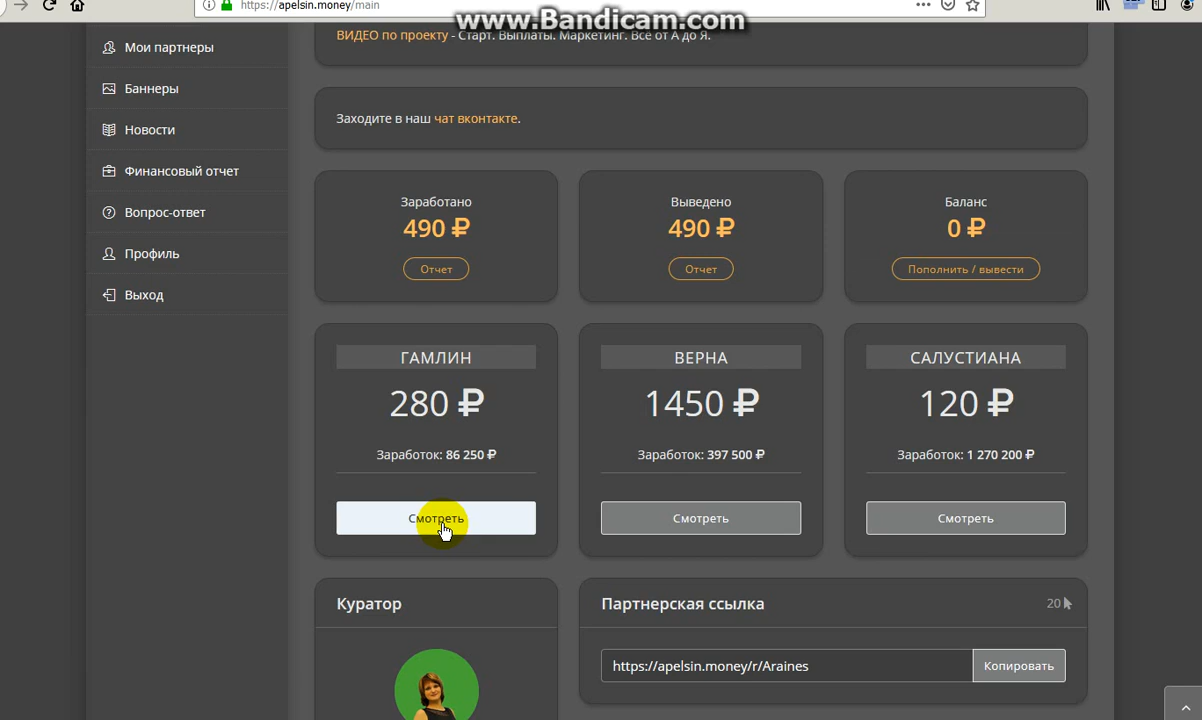 https://apelsin.money/main
www.Bandicam.com
Мои партнеры
Баннеры
Новости
Финансовый отчет
Вопрос-ответ
Профиль
Выход
ВИДЕО по проекту - Старт. Выплаты. Маркетинг. Все от А до Я.
Заходите в наш чат вконтакте.
Заработано
490 ₽
Отчет
Выведено
490 ₽
Отчет
Баланс
0 ₽
Пополнить / вывести
ГАМЛИН
280 ₽
Заработок: 86 250 ₽
Смотреть
ВЕРНА
1450 ₽
Заработок: 397 500 ₽
Смотреть
САЛУСТИАНА
120 ₽
Заработок: 1 270 200 ₽
Смотреть
Куратор
Партнерская ссылка
20
https://apelsin.money/r/Araines
Копировать